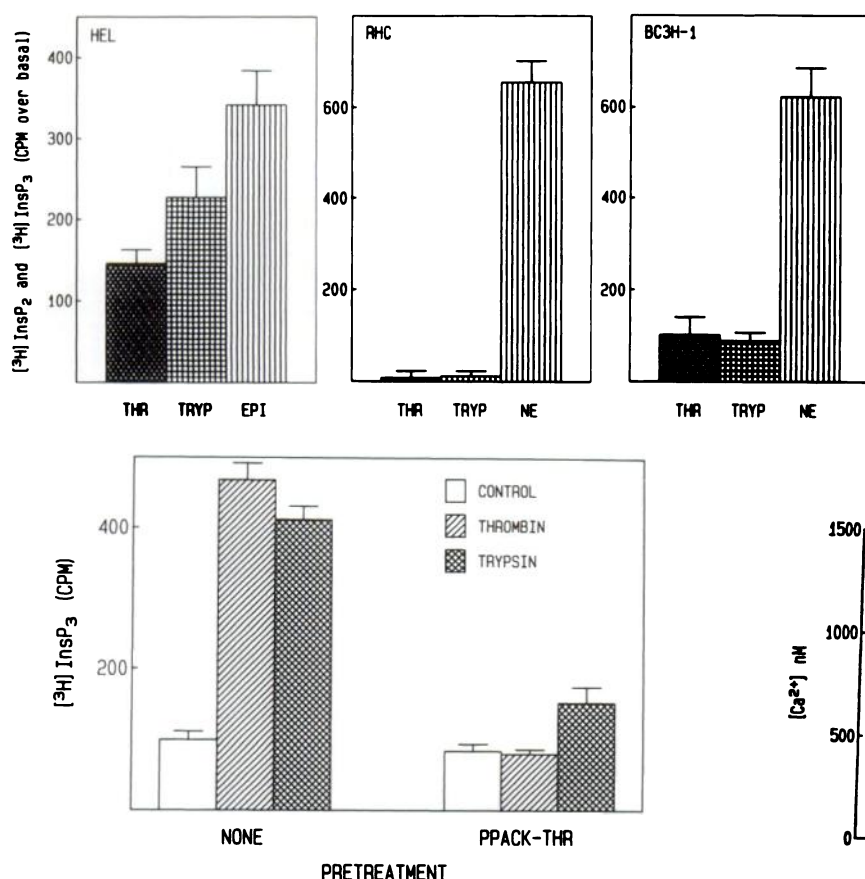 [³H] InsP₂ and [³H] InsP₃ (CPM over basal)
HEL
400
300
200
100
THR TRYP EPI
RHC
600
400
200
THR TRYP NE
BC3H-1
600
400
200
THR TRYP NE
[³H] InsP₃ (CPM)
400
200
CONTROL
THROMBIN
TRYPSIN
NONE PPACK-THR
PRETREATMENT
[Ca²⁺] nM
1500
1000
500
0